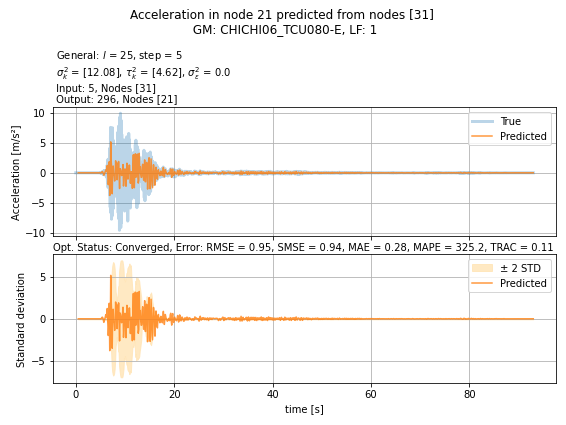 Acceleration in node 21 predicted from nodes [31]
GM: CHICHI06_TCU080-E, LF: 1
General: l = 25, step = 5
σ²ₖ = [12.08], τ²ₖ = [4.62], σ²ε = 0.0
Input: 5, Nodes [31]
Output: 296, Nodes [21]
Acceleration [m/s²]
10
5
0
−5
−10
True
Predicted
Opt. Status: Converged, Error: RMSE = 0.95, SMSE = 0.94, MAE = 0.28, MAPE = 325.2, TRAC = 0.11
Standard deviation
5
0
−5
± 2 STD
Predicted
0 20 40 60 80
time [s]